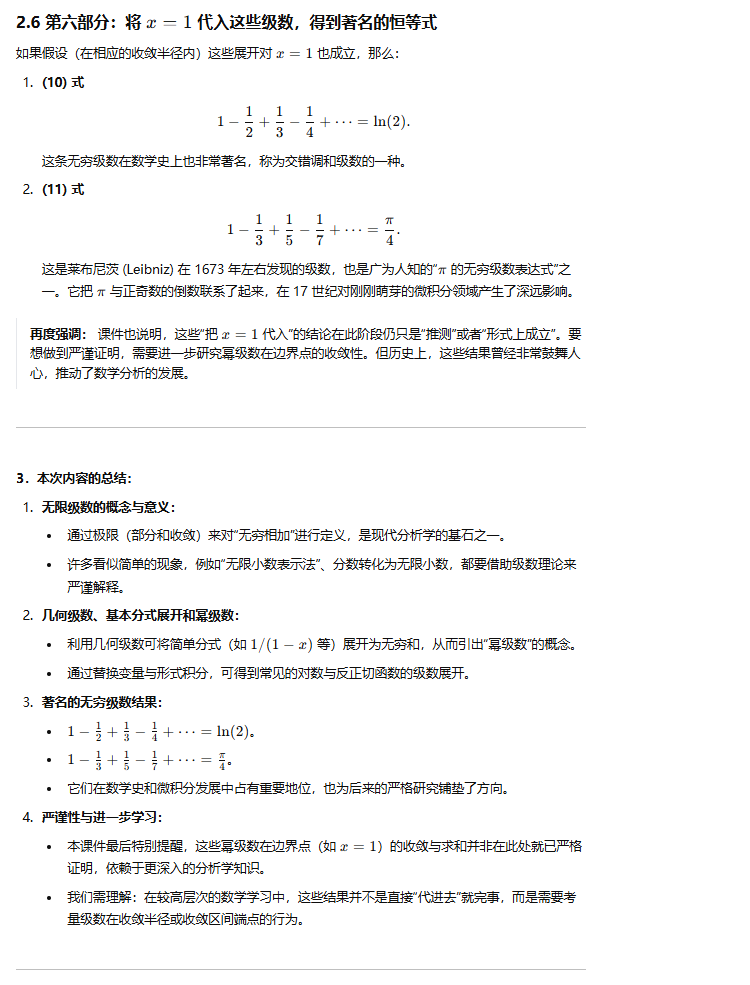 2.6 第六部分：将 x = 1 代入这些级数，得到著名的恒等式
如果假设（在相应的收敛半径内）这些展开对 x = 1 也成立，那么：
1. (10) 式
1 − 1/2 + 1/3 − 1/4 + ⋯ = ln(2).
这条无穷级数在数学史上也非常著名，称为交错调和级数的一种。
2. (11) 式
1 − 1/3 + 1/5 − 1/7 + ⋯ = π/4.
这是莱布尼茨 (Leibniz) 在 1673 年左右发现的级数，也是广为人知的“π 的无穷级数表达式”之
一。它把 π 与正奇数的倒数联系了起来，在 17 世纪对刚刚萌芽的微积分领域产生了深远影响。
再度强调： 课件也说明，这些“把 x = 1 代入”的结论在此阶段仍只是“推测”或者“形式上成立”。要
想做到严谨证明，需要进一步研究幂级数在边界点的收敛性。但历史上，这些结果曾经非常鼓舞人
心，推动了数学分析的发展。
3．本次内容的总结：
1. 无限级数的概念与意义：
• 通过极限（部分和收敛）来对“无穷相加”进行定义，是现代分析学的基石之一。
• 许多看似简单的现象，例如“无限小数表示法”、分数转化为无限小数，都要借助级数理论来
严谨解释。
2. 几何级数、基本分式展开和幂级数：
• 利用几何级数可将简单分式（如 1/(1 − x) 等）展开为无穷和，从而引出“幂级数”的概念。
• 通过替换变量与形式积分，可得到常见的对数与反正切函数的级数展开。
3. 著名的无穷级数结果：
• 1 − 1/2 + 1/3 − 1/4 + ⋯ = ln(2)。
• 1 − 1/3 + 1/5 − 1/7 + ⋯ = π/4。
• 它们在数学史和微积分发展中占有重要地位，也为后来的严格研究铺垫了方向。
4. 严谨性与进一步学习：
• 本课件最后特别提醒，这些幂级数在边界点（如 x = 1）的收敛与求和并非在此处就已严格
证明，依赖于更深入的分析学知识。
• 我们需理解：在较高层次的数学学习中，这些结果并不是直接“代进去”就完事，而是需要考
量级数在收敛半径或收敛区间端点的行为。